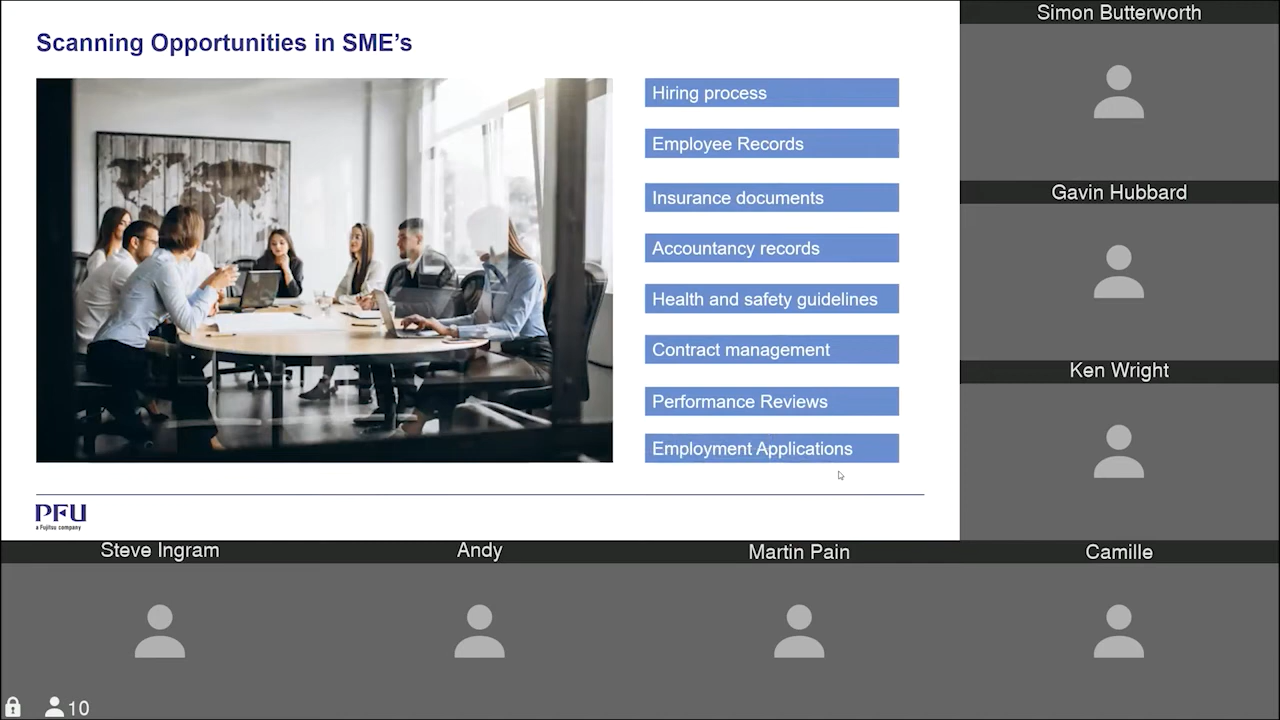 Scanning Opportunities in SME’s
Hiring process
Employee Records
Insurance documents
Accountancy records
Health and safety guidelines
Contract management
Performance Reviews
Employment Applications
PFU
a Fujitsu company
Simon Butterworth
Gavin Hubbard
Ken Wright
Steve Ingram
Andy
Martin Pain
Camille
10